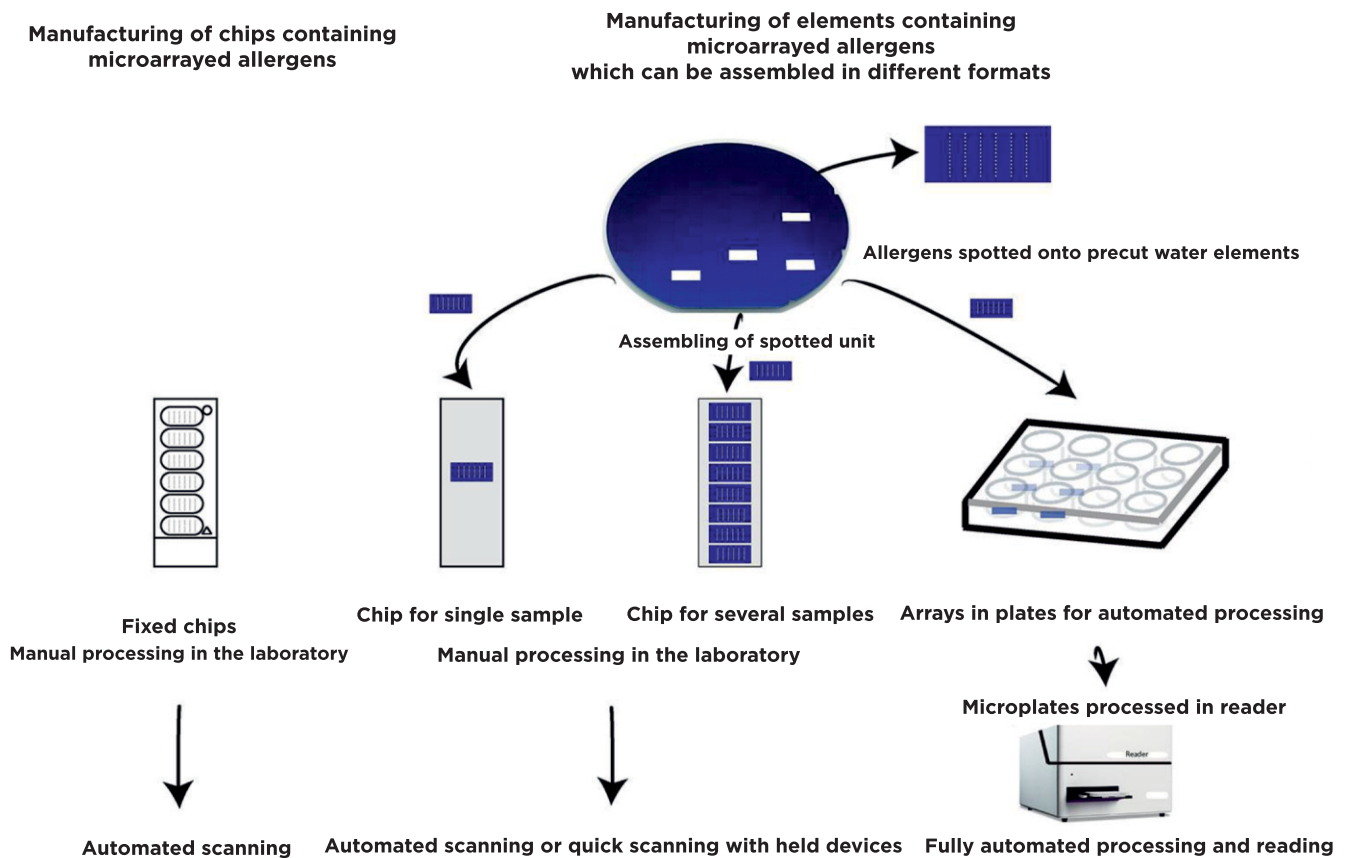 Manufacturing of chips containing
microarrayed allergens
Manufacturing of elements containing
microarrayed allergens
which can be assembled in different formats
Allergens spotted onto precut water elements
Assembling of spotted unit
Fixed chips
Manual processing in the laboratory
Chip for single sample
Chip for several samples
Manual processing in the laboratory
Arrays in plates for automated processing
Microplates processed in reader
Reader
Automated scanning
Automated scanning or quick scanning with held devices
Fully automated processing and reading